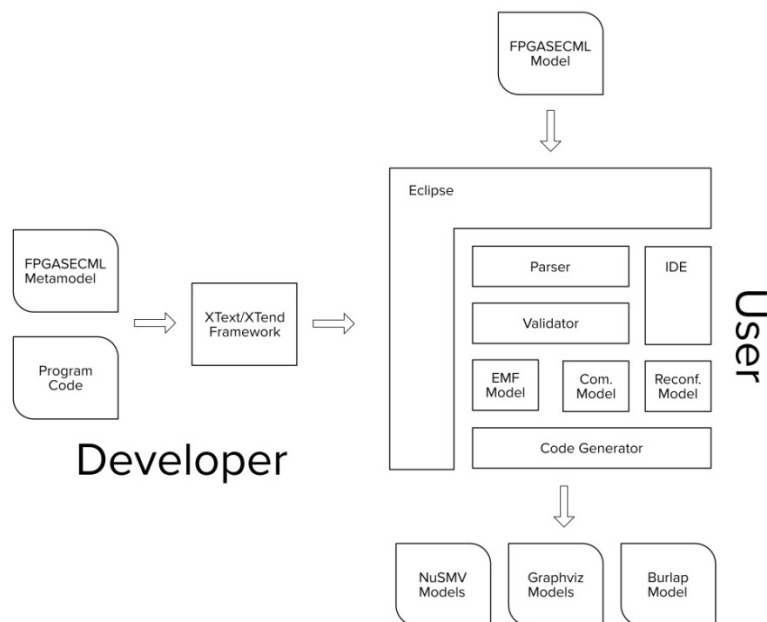 FPGASECML
Model
Eclipse
FPGASECML
Metamodel
Program
Code
XText/XTend
Framework
Developer
Parser
IDE
Validator
EMF
Model
Com.
Model
Reconf.
Model
Code Generator
User
NuSMV
Models
Graphviz
Models
Burlap
Model